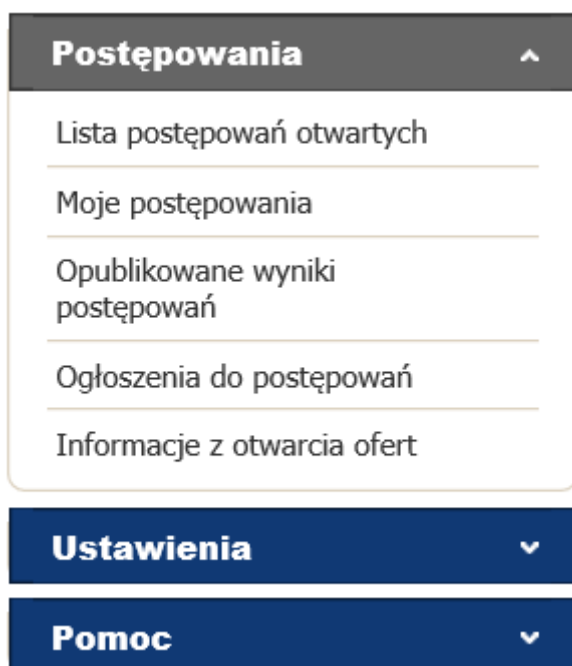 Postępowania
Lista postępowań otwartych
Moje postępowania
Opublikowane wyniki
postępowań
Ogłoszenia do postępowań
Informacje z otwarcia ofert
Ustawienia
Pomoc